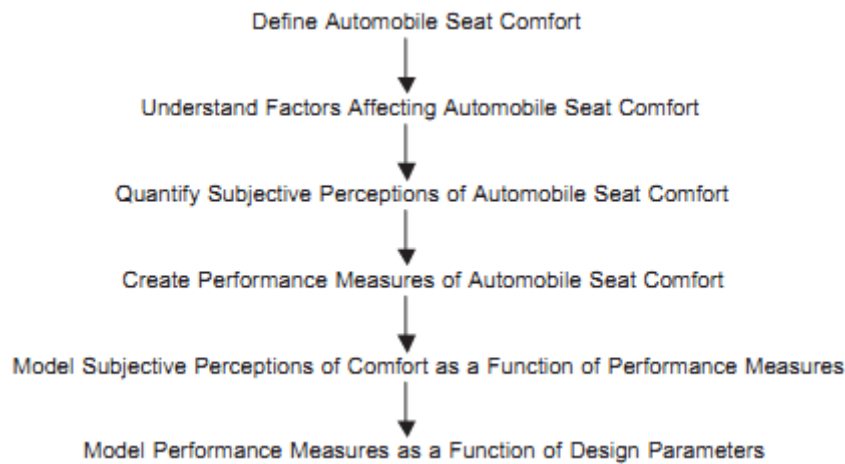 Define Automobile Seat Comfort
Understand Factors Affecting Automobile Seat Comfort
Quantify Subjective Perceptions of Automobile Seat Comfort
Create Performance Measures of Automobile Seat Comfort
Model Subjective Perceptions of Comfort as a Function of Performance Measures
Model Performance Measures as a Function of Design Parameters